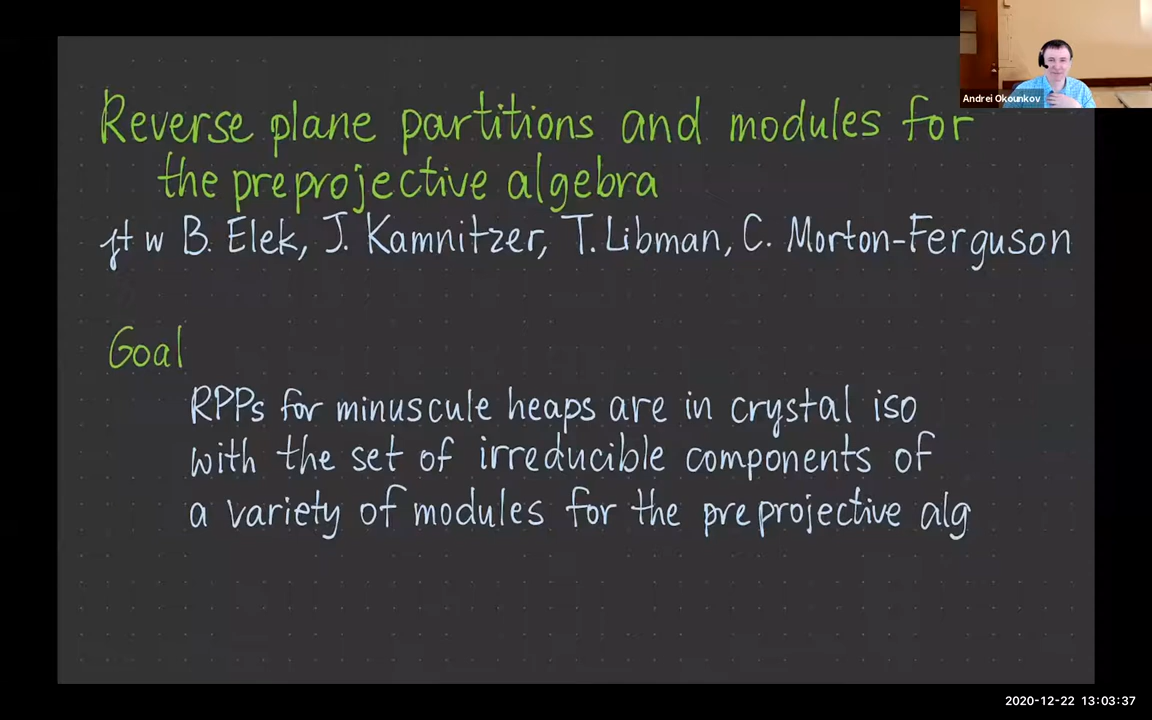 Andrei Okounkov
Reverse plane partitions and modules for
the preprojective algebra
jt w B. Elek, J. Kamnitzer, T. Libman, C. Morton-Ferguson
Goal
RPPs for minuscule heaps are in crystal iso
with the set of irreducible components of
a variety of modules for the preprojective alg
2020-12-22 13:03:37